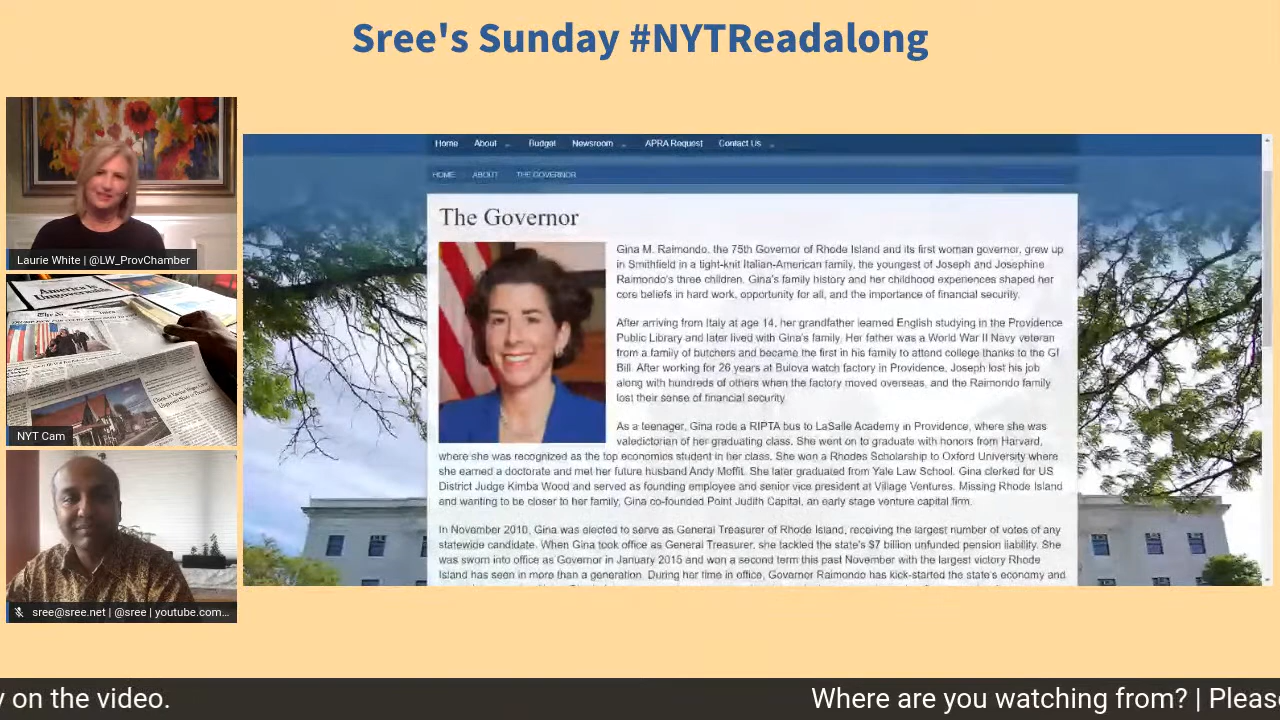 Sree's Sunday #NYTReadalong
Laurie White | @LW_ProvChamber
NYT Cam
sree@sree.net | @sree | youtube.com...
Home About Budget Newsroom APRA Request Contact Us
HOME ABOUT THE GOVERNOR
The Governor
Gina M. Raimondo, the 75th Governor of Rhode Island and its first woman governor, grew up
in Smithfield in a tight-knit Italian-American family, the youngest of Joseph and Josephine
Raimondo's three children. Gina's family history and her childhood experiences shaped her
core beliefs in hard work, opportunity for all, and the importance of financial security.
After arriving from Italy at age 14, her grandfather learned English studying in the Providence
Public Library and later lived with Gina's family. Her father was a World War II Navy veteran
from a family of butchers and became the first in his family to attend college thanks to the GI
Bill. After working for 26 years at Bulova watch factory in Providence, Joseph lost his job
along with hundreds of others when the factory moved overseas, and the Raimondo family
lost their sense of financial security.
As a teenager, Gina rode a RIPTA bus to LaSalle Academy in Providence, where she was
valedictorian of her graduating class. She went on to graduate with honors from Harvard,
where she was recognized as the top economics student in her class. She won a Rhodes Scholarship to Oxford University where
she earned a doctorate and met her future husband Andy Moffit. She later graduated from Yale Law School. Gina clerked for US
District Judge Kimba Wood and served as founding employee and senior vice president at Village Ventures. Missing Rhode Island
and wanting to be closer to her family, Gina co-founded Point Judith Capital, an early stage venture capital firm.
In November 2010, Gina was elected to serve as General Treasurer of Rhode Island, receiving the largest number of votes of any
statewide candidate. When Gina took office as General Treasurer, she tackled the state's $7 billion unfunded pension liability. She
was sworn into office as Governor in January 2015 and won a second term this past November with the largest victory Rhode
Island has seen in more than a generation. During her time in office, Governor Raimondo has kick-started the state's economy and
y on the video.
Where are you watching from? | Pleas